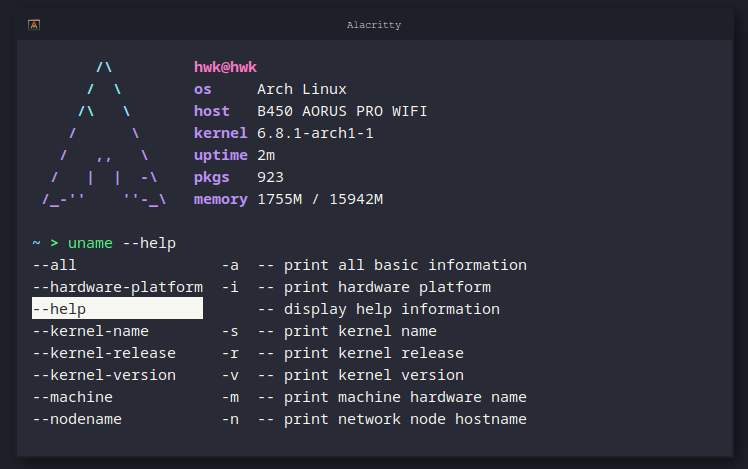 Alacritty
/\ hwk@hwk
/ \ os Arch Linux
/\ \ host B450 AORUS PRO WIFI
/ \ kernel 6.8.1-arch1-1
/ ,, \ uptime 2m
/ | | -\ pkgs 923
/_-'' ''-_\ memory 1755M / 15942M
~ > uname --help
--all -a -- print all basic information
--hardware-platform -i -- print hardware platform
--help -- display help information
--kernel-name -s -- print kernel name
--kernel-release -r -- print kernel release
--kernel-version -v -- print kernel version
--machine -m -- print machine hardware name
--nodename -n -- print network node hostname